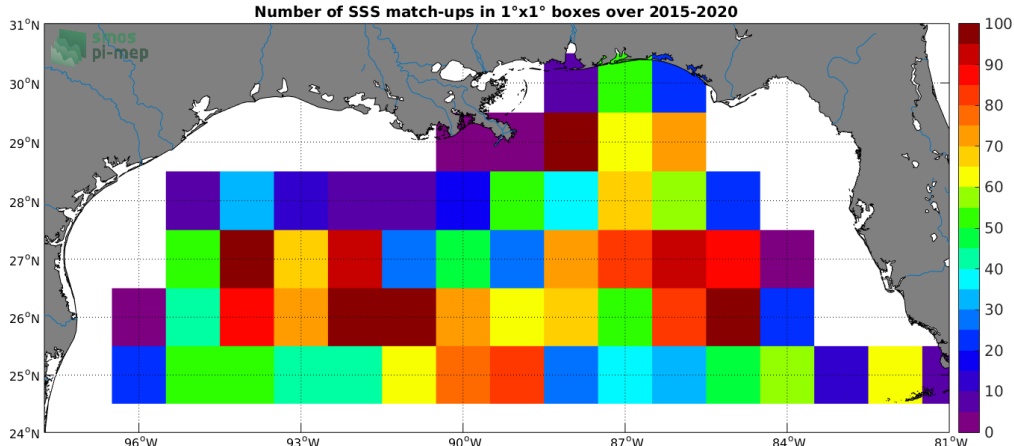 Number of SSS match-ups in 1°x1° boxes over 2015-2020
smos
pi-mep
31°N
30°N
29°N
28°N
27°N
26°N
25°N
24°N
96°W 93°W 90°W 87°W 84°W 81°W
100
90
80
70
60
50
40
30
20
10
0